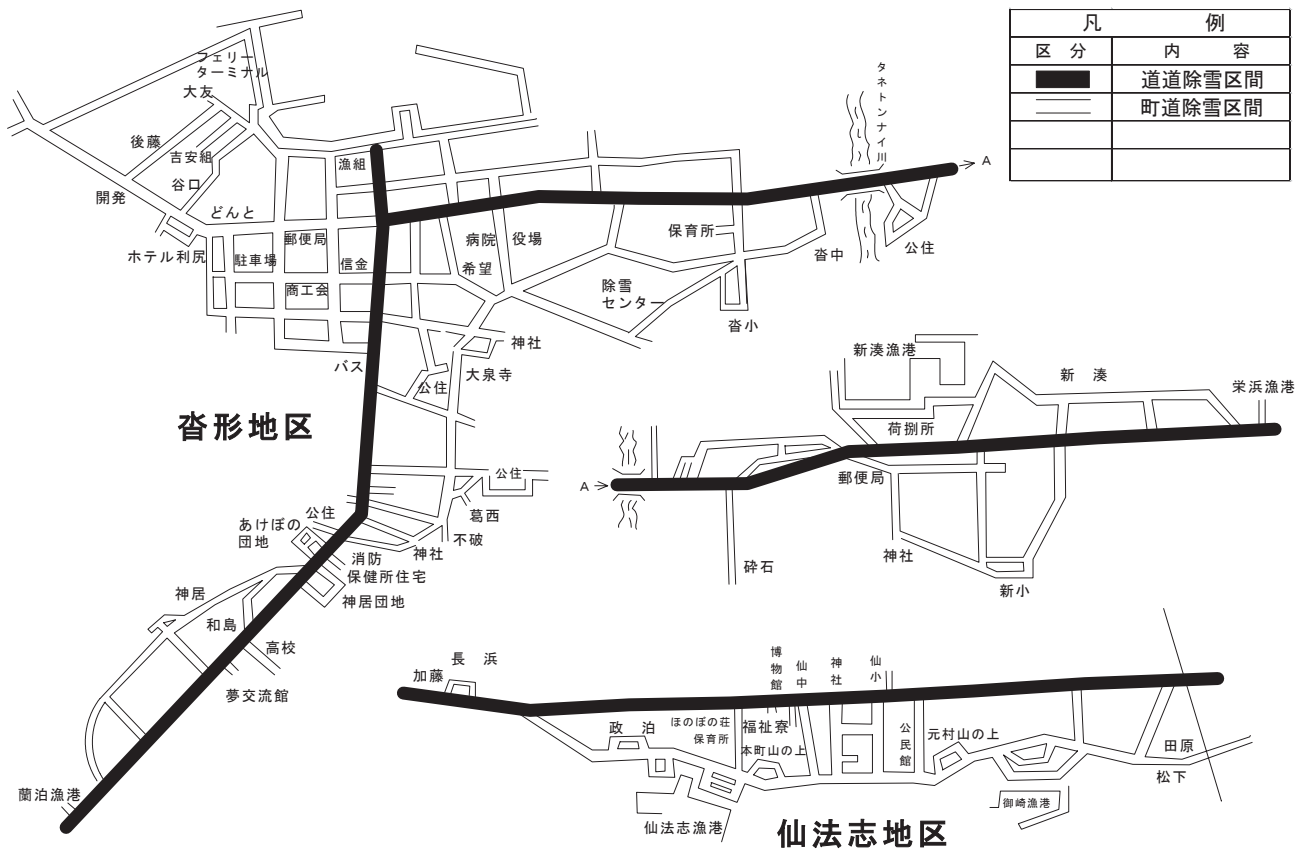 凡 例
区 分 内 容
道道除雪区間
町道除雪区間
フェリー
ターミナル
大友
後藤
吉安組
谷口
開発
どんと
漁組
ホテル利尻
駐車場
郵便局
信金
商工会
病院
役場
希望
保育所
除雪
センター
沓中
公住
タネトンナイ川
A
沓小
神社
大泉寺
バス
公住
沓形地区
公住
葛西
不破
神社
公住
あけぼの
団地
消防
保健所住宅
神居団地
神居
和島
高校
夢交流館
蘭泊漁港
新湊漁港
新 湊
栄浜漁港
荷捌所
A
郵便局
砕石
神社
新小
長 浜
加藤
政 泊
ほのぼの荘
保育所
博物館
仙中
神社
仙小
福祉寮
本町山の上
公民館
元村山の上
田原
松下
御崎漁港
仙法志漁港
仙法志地区